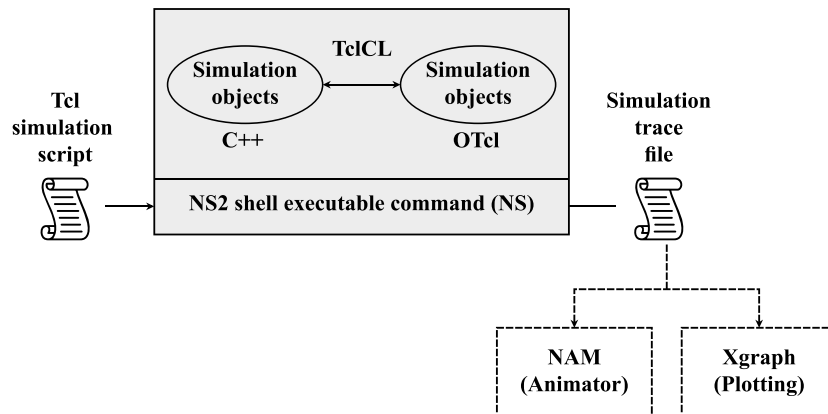 TclCL
Simulation
objects
Simulation
objects
C++
OTcl
Tcl
simulation
script
Simulation
trace
file
NS2 shell executable command (NS)
NAM
(Animator)
Xgraph
(Plotting)